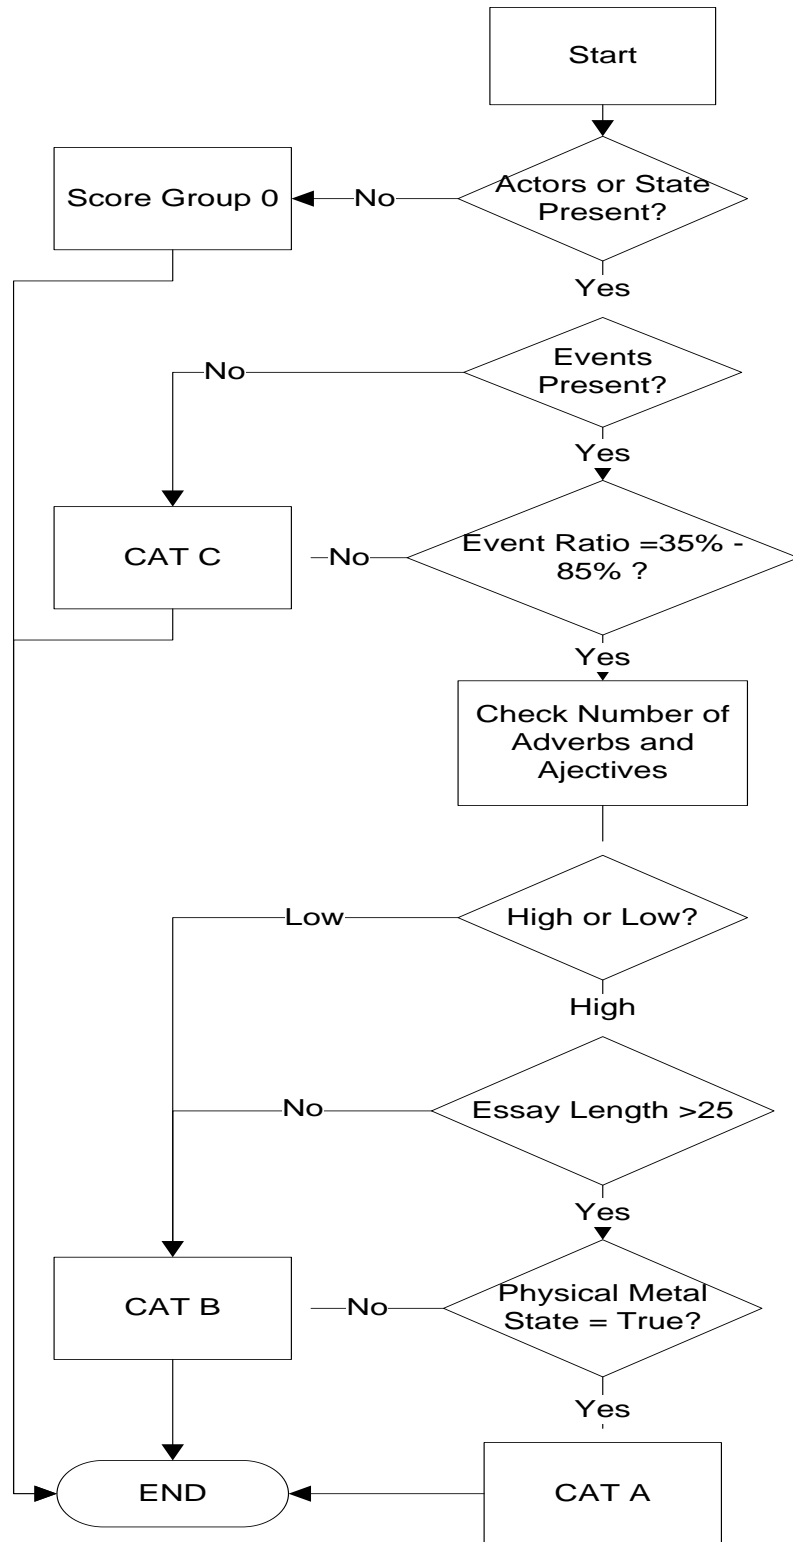 Start
Actors or State
Present?
No
Score Group 0
Yes
Events
Present?
No
Yes
Event Ratio =35% -
85% ?
No
CAT C
Yes
Check Number of
Adverbs and
Ajectives
High or Low?
Low
High
Essay Length >25
No
Yes
Physical Metal
State = True?
No
CAT B
Yes
CAT A
END